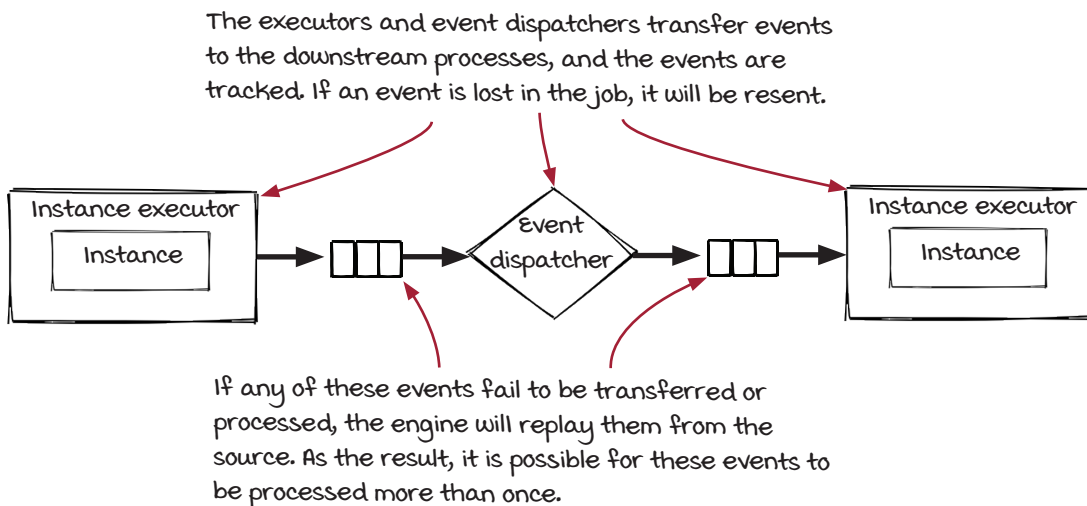 The executors and event dispatchers transfer events
to the downstream processes, and the events are
tracked. If an event is lost in the job, it will be resent.
Instance executor
Instance
Event
dispatcher
Instance executor
Instance
If any of these events fail to be transferred or
processed, the engine will replay them from the
source. As the result, it is possible for these events to
be processed more than once.